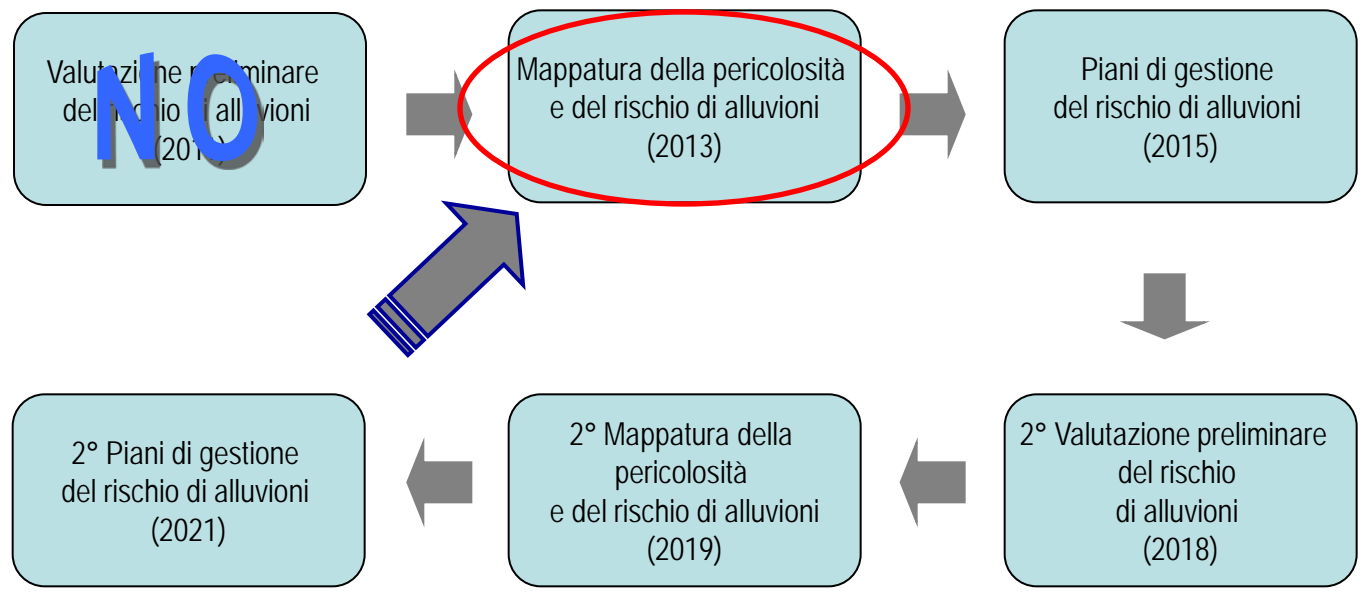 Valutazione preliminare
del rischio di alluvioni
NO
Mappatura della pericolosità
e del rischio di alluvioni
(2013)
Piani di gestione
del rischio di alluvioni
(2015)
2° Piani di gestione
del rischio di alluvioni
(2021)
2° Mappatura della
pericolosità
e del rischio di alluvioni
(2019)
2° Valutazione preliminare
del rischio
di alluvioni
(2018)